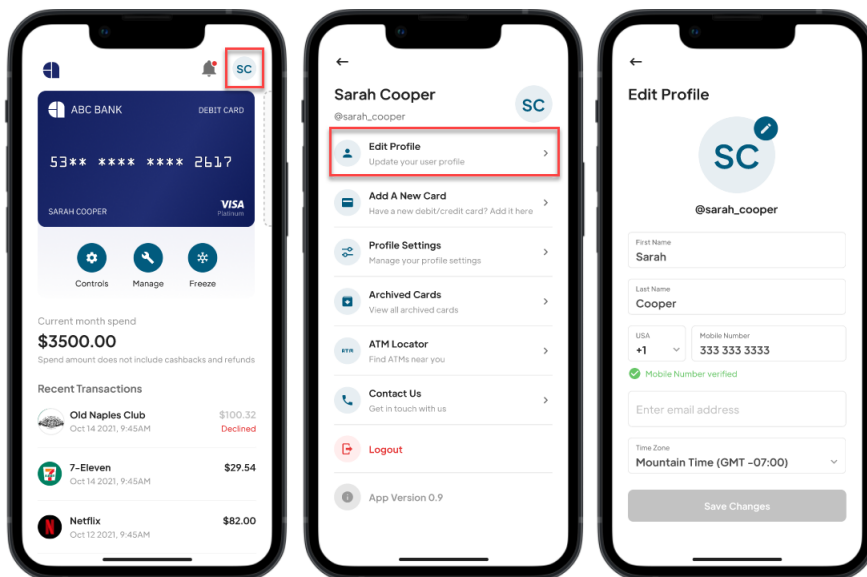 SC
ABC BANK
DEBIT CARD
53** **** **** 2617
SARAH COOPER
VISA
Platinum
Controls
Manage
Freeze
Current month spend
$3500.00
Spend amount does not include cashbacks and refunds
Recent Transactions
Old Naples Club
$100.32
Oct 14 2021, 9:45AM
Declined
7-Eleven
$29.54
Oct 14 2021, 9:45AM
Netflix
$82.00
Oct 12 2021, 9:45AM
Sarah Cooper
SC
@sarah_cooper
Edit Profile
Update your user profile
Add A New Card
Have a new debit/credit card? Add it here
Profile Settings
Manage your profile settings
Archived Cards
View all archived cards
ATM
ATM Locator
Find ATMs near you
Contact Us
Get in touch with us
Logout
App Version 0.9
Edit Profile
SC
@sarah_cooper
First Name
Sarah
Last Name
Cooper
USA
+1
Mobile Number
333 333 3333
Mobile Number verified
Enter email address
Time Zone
Mountain Time (GMT -07:00)
Save Changes